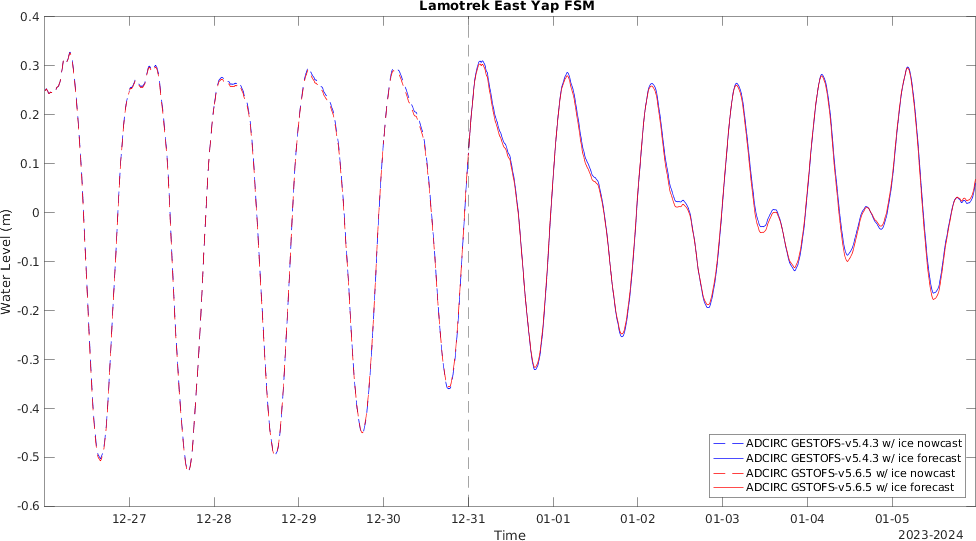 Lamotrek East Yap FSM
0.4
0.3
0.2
0.1
0
-0.1
-0.2
-0.3
-0.4
-0.5
-0.6
Water Level (m)
ADCIRC GESTOFS-v5.4.3 w/ ice nowcast
ADCIRC GESTOFS-v5.4.3 w/ ice forecast
ADCIRC GSTOFS-v5.6.5 w/ ice nowcast
ADCIRC GSTOFS-v5.6.5 w/ ice forecast
12-27 12-28 12-29 12-30 12-31 01-01 01-02 01-03 01-04 01-05
Time
2023-2024